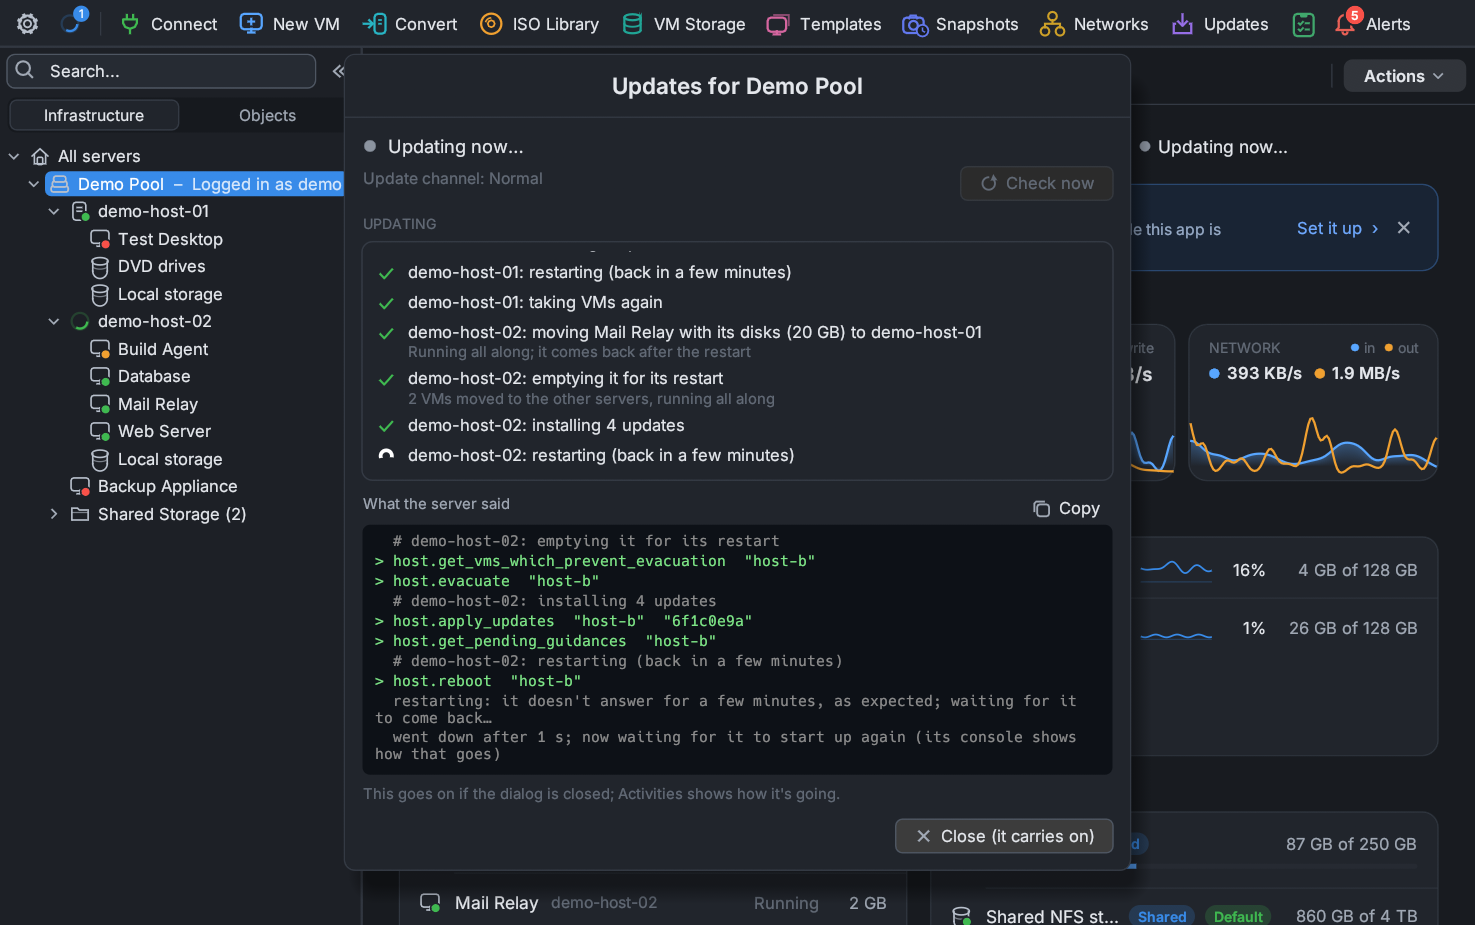 1
Connect
New VM
Convert
ISO Library
VM Storage
Templates
Snapshots
Networks
Updates
5
Alerts
Search...
Infrastructure
Objects
All servers
Demo Pool – Logged in as demo
demo-host-01
Test Desktop
DVD drives
Local storage
demo-host-02
Build Agent
Database
Mail Relay
Web Server
Local storage
Backup Appliance
Shared Storage (2)
Updates for Demo Pool
Updating now...
Update channel: Normal
Check now
UPDATING
demo-host-01: restarting (back in a few minutes)
demo-host-01: taking VMs again
demo-host-02: moving Mail Relay with its disks (20 GB) to demo-host-01
Running all along; it comes back after the restart
demo-host-02: emptying it for its restart
2 VMs moved to the other servers, running all along
demo-host-02: installing 4 updates
demo-host-02: restarting (back in a few minutes)
What the server said
Copy
# demo-host-02: emptying it for its restart
> host.get_vms_which_prevent_evacuation "host-b"
> host.evacuate "host-b"
# demo-host-02: installing 4 updates
> host.apply_updates "host-b" "6f1c0e9a"
> host.get_pending_guidances "host-b"
# demo-host-02: restarting (back in a few minutes)
> host.reboot "host-b"
restarting: it doesn't answer for a few minutes, as expected; waiting for it
to come back…
went down after 1 s; now waiting for it to start up again (its console shows
how that goes)
This goes on if the dialog is closed; Activities shows how it's going.
Close (it carries on)
Actions
Updating now...
this app is
Set it up ›
NETWORK
in
out
393 KB/s
1.9 MB/s
16%
4 GB of 128 GB
1%
26 GB of 128 GB
87 GB of 250 GB
Mail Relay demo-host-02 Running 2 GB
Shared NFS st... Shared Default 860 GB of 4 TB